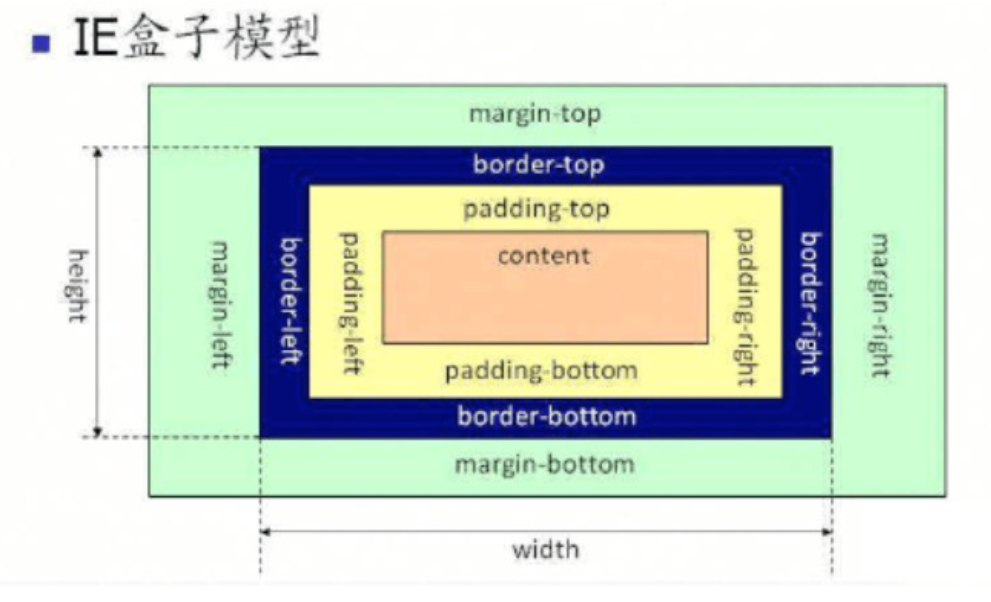 IE盒子模型
margin-top
border-top
padding-top
content
height
margin-left
border-left
padding-left
padding-right
border-right
margin-right
padding-bottom
border-bottom
margin-bottom
width